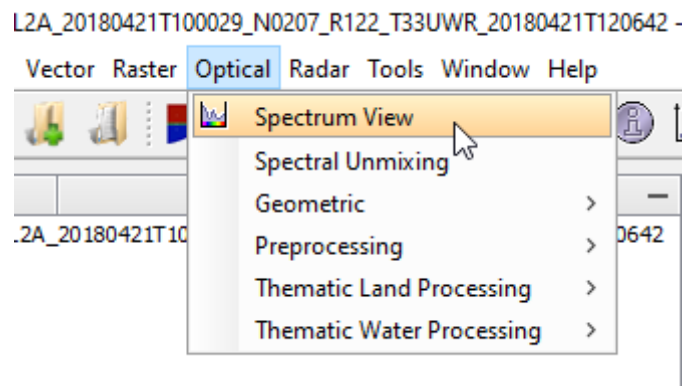 L2A_20180421T100029_N0207_R122_T33UWR_20180421T120642 -
Vector Raster Optical Radar Tools Window Help
Spectrum View
Spectral Unmixing
Geometric
.2A_20180421T10 0642
Preprocessing
Thematic Land Processing
Thematic Water Processing